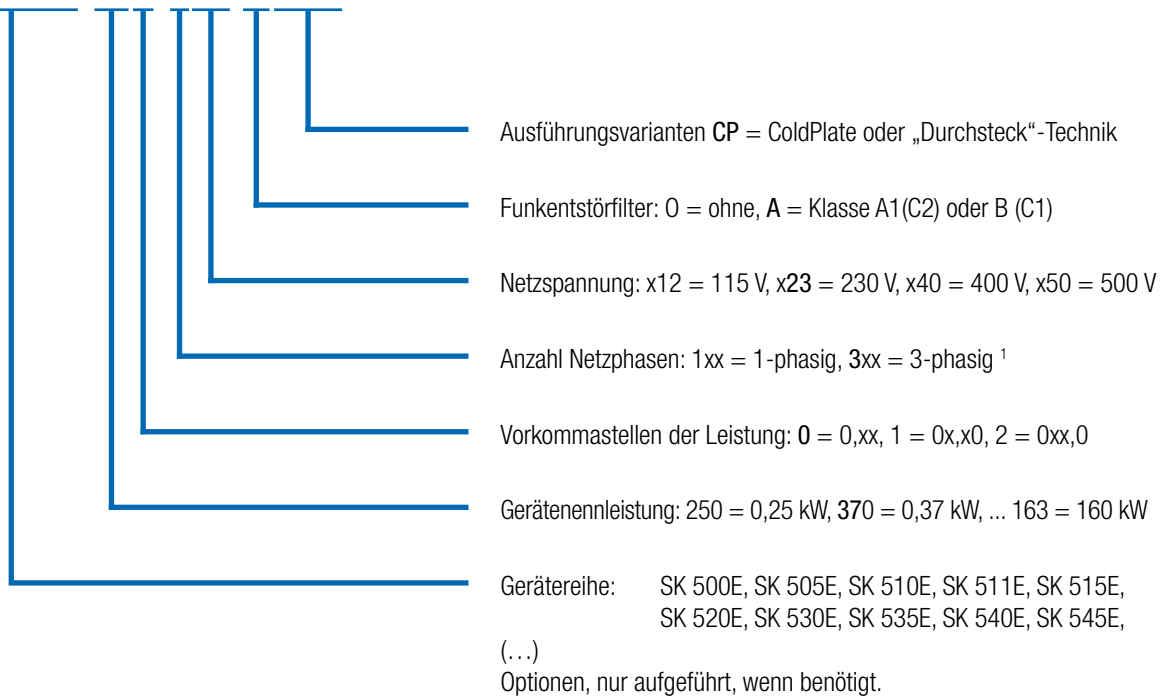 Ausführungsvarianten CP = ColdPlate oder „Durchsteck“-Technik
Funkentstörfilter: O = ohne, A = Klasse A1(C2) oder B (C1)
Netzspannung: x12 = 115 V, x23 = 230 V, x40 = 400 V, x50 = 500 V
Anzahl Netzphasen: 1xx = 1-phasig, 3xx = 3-phasig ¹
Vorkommastellen der Leistung: 0 = 0,xx, 1 = 0x,x0, 2 = 0xx,0
Gerätenennleistung: 250 = 0,25 kW, 370 = 0,37 kW, ... 163 = 160 kW
Gerätereihe: SK 500E, SK 505E, SK 510E, SK 511E, SK 515E,
SK 520E, SK 530E, SK 535E, SK 540E, SK 545E,
(…)
Optionen, nur aufgeführt, wenn benötigt.